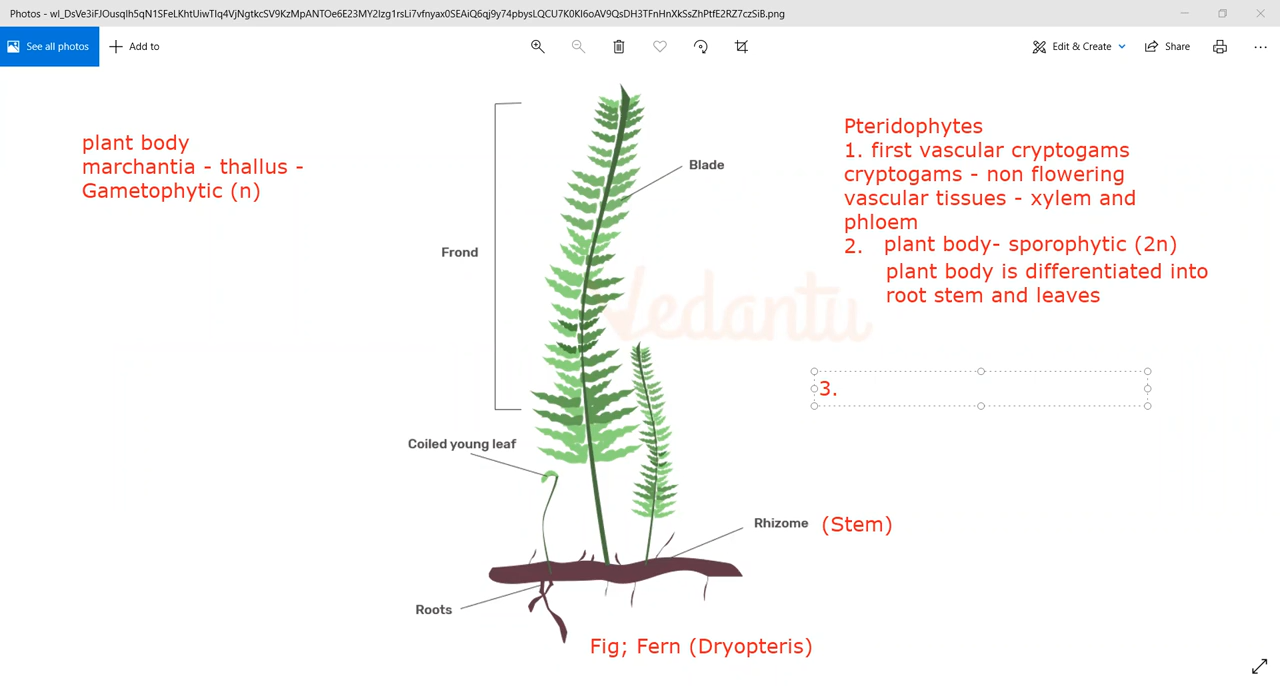 Photos - wl_DsVe3iFJOusqIh5qN1SFeLKhtUiwTlq4VjNgtkcSV9KzMpANTOe6E23MY2Izg1rsLi7vfnyax0SEAiQ6qj9y74pbysLQCU7K0KI6oAV9QsDH3TFnHnXkSsZhPtfE2RZ7czSiB.png
See all photos
Add to
Edit & Create
Share
plant body
marchantia - thallus -
Gametophytic (n)
Blade
Frond
Coiled young leaf
Rhizome (Stem)
Roots
Fig; Fern (Dryopteris)
Vedantu
Pteridophytes
1. first vascular cryptogams
cryptogams - non flowering
vascular tissues - xylem and
phloem
2. plant body- sporophytic (2n)
plant body is differentiated into
root stem and leaves
3.